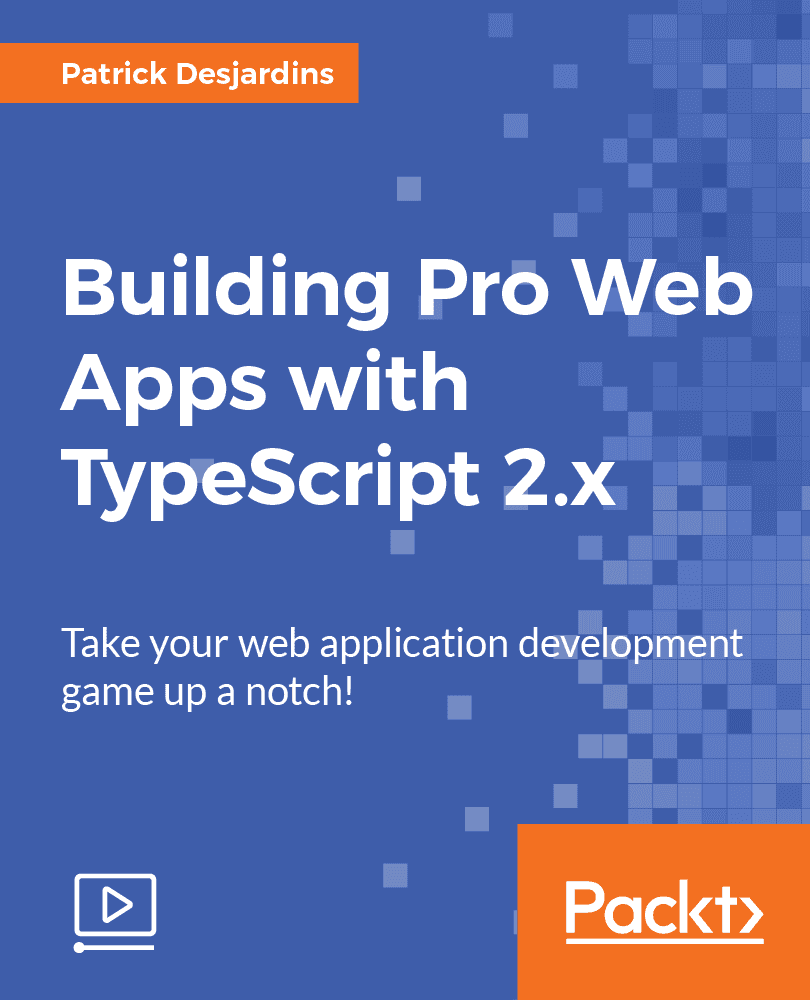 Patrick Desjardins
Building Pro Web
Apps with
TypeScript 2.x
Take your web application development
game up a notch!
Packt>